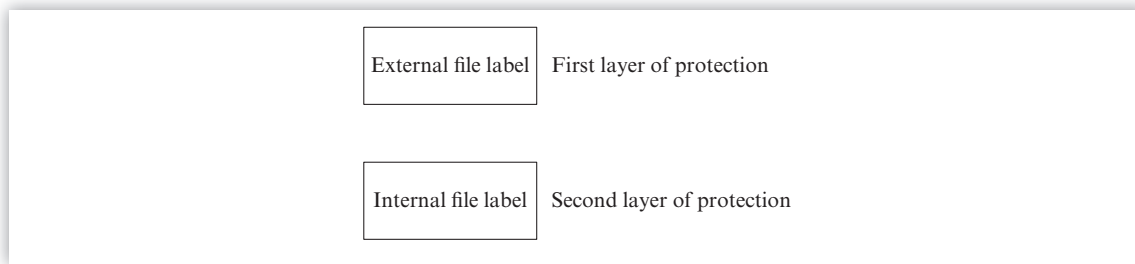 External file label First layer of protection
Internal file label Second layer of protection